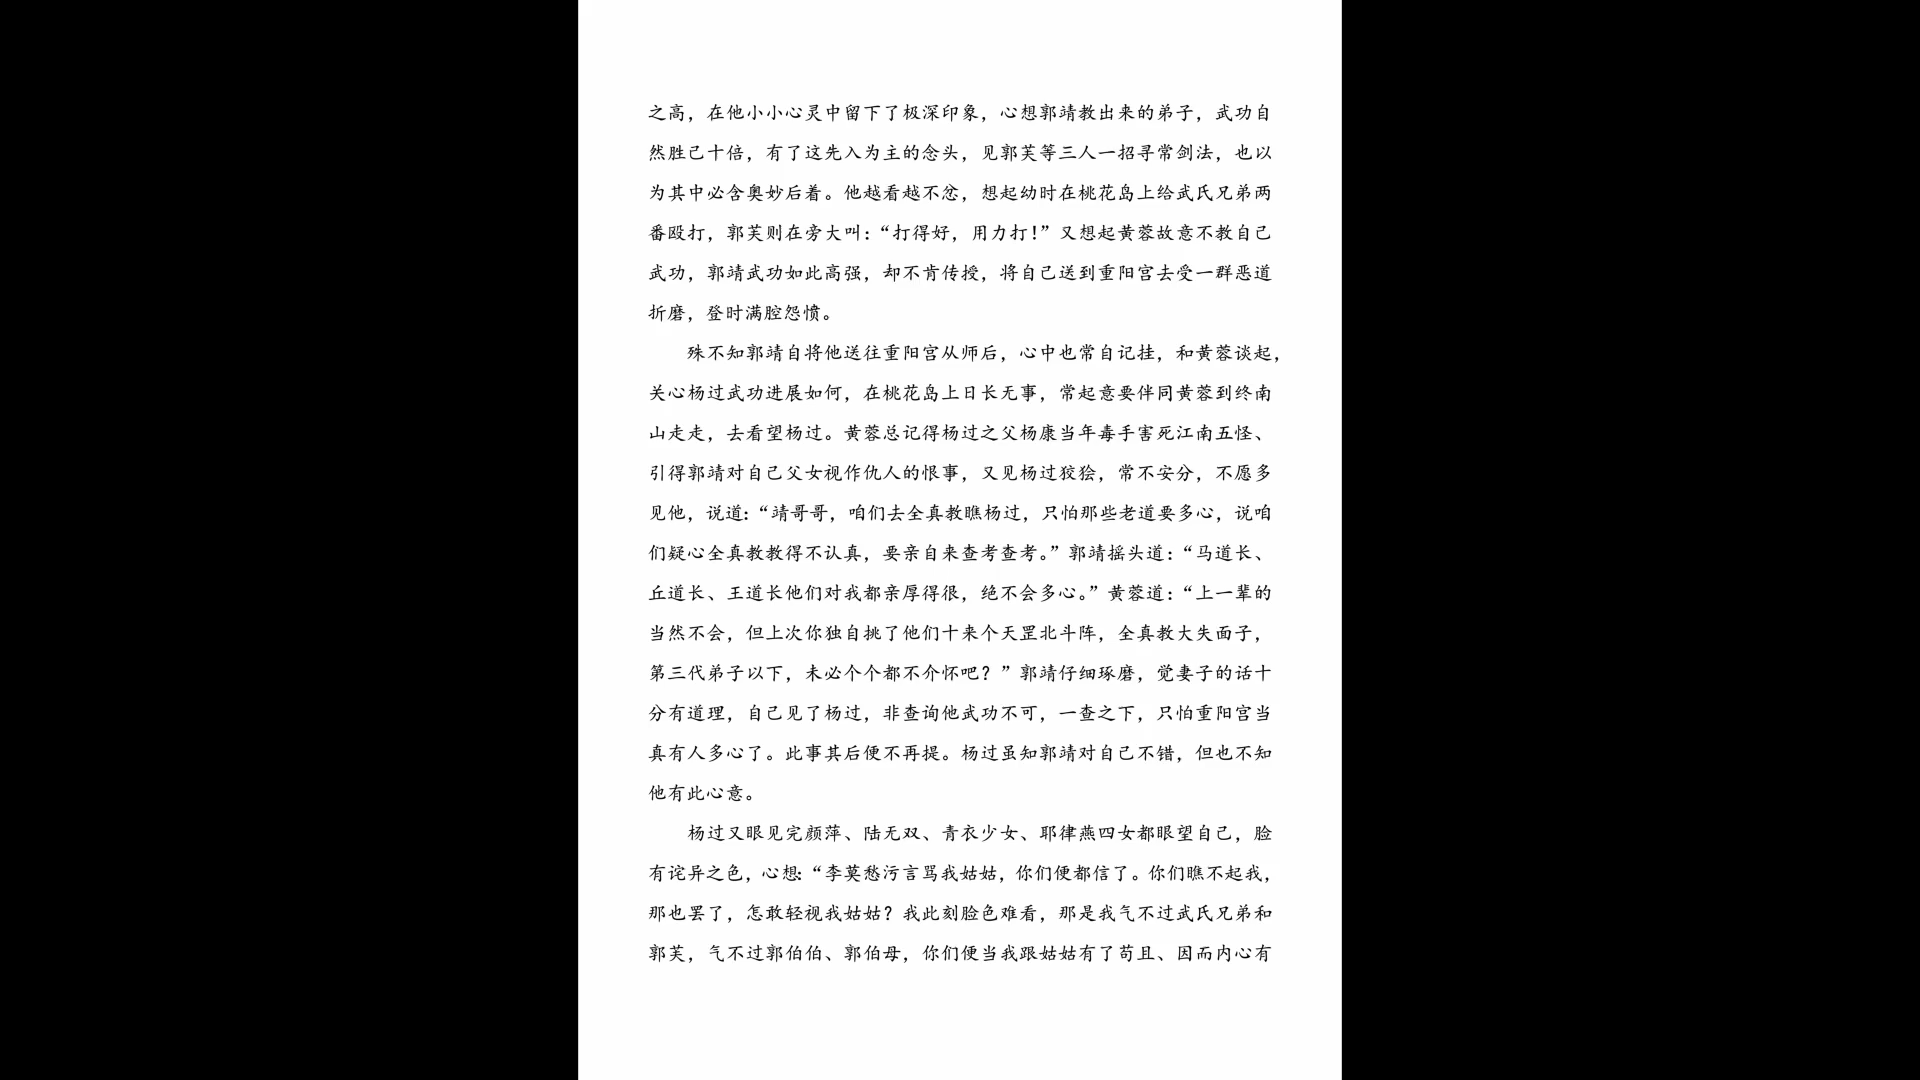 之高，在他小小心灵中留下了极深印象，心想郭靖教出来的弟子，武功自
然胜己十倍，有了这先入为主的念头，见郭芙等三人一招寻常剑法，也以
为其中必含奥妙后着。他越看越不忿，想起幼时在桃花岛上给武氏兄弟两
番殴打，郭芙则在旁大叫：“打得好，用力打！”又想起黄蓉故意不教自己
武功，郭靖武功如此高强，却不肯传授，将自己送到重阳宫去受一群恶道
折磨，登时满腔怨愤。
殊不知郭靖自将他送往重阳宫从师后，心中也常自记挂，和黄蓉谈起，
关心杨过武功进展如何，在桃花岛上日长无事，常起意要伴同黄蓉到终南
山走走，去看望杨过。黄蓉总记得杨过之父杨康当年毒手害死江南五怪、
引得郭靖对自己父女视作仇人的恨事，又见杨过狡狯，常不安分，不愿多
见他，说道：“靖哥哥，咱们去全真教瞧杨过，只怕那些老道要多心，说咱
们疑心全真教教得不认真，要亲自来查考查考。”郭靖摇头道：“马道长、
丘道长、王道长他们对我都亲厚得很，绝不会多心。”黄蓉道：“上一辈的
当然不会，但上次你独自挑了他们十来个天罡北斗阵，全真教大失面子，
第三代弟子以下，未必个个都不介怀吧？”郭靖仔细琢磨，觉妻子的话十
分有道理，自己见了杨过，非查询他武功不可，一查之下，只怕重阳宫当
真有人多心了。此事其后便不再提。杨过虽知郭靖对自己不错，但也不知
他有此心意。
杨过又眼见完颜萍、陆无双、青衣少女、耶律燕四女都眼望自己，脸
有诧异之色，心想：“李莫愁污言骂我姑姑，你们便都信了。你们瞧不起我，
那也罢了，怎敢轻视我姑姑？我此刻脸色难看，那是我气不过武氏兄弟和
郭芙，气不过郭伯伯、郭伯母，你们便当我跟姑姑有了苟且、因而内心有